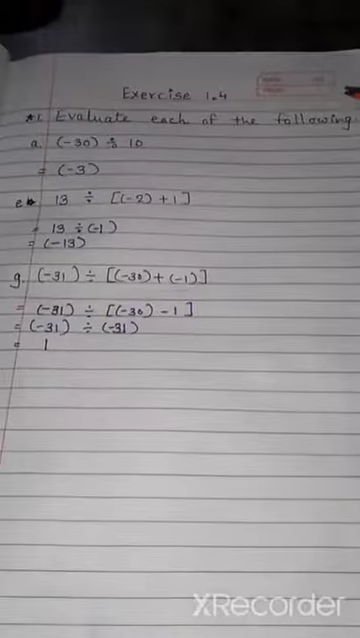 Exercise 1.4
*1. Evaluate each of the following.
a. (-30) ÷ 10
= (-3)
e. 13 ÷ [(-2) + 1]
= 13 ÷ (-1)
= (-13)
g. (-31) ÷ [(-30) + (-1)]
= (-31) ÷ [(-30) - 1]
= (-31) ÷ (-31)
= 1
XRecorder